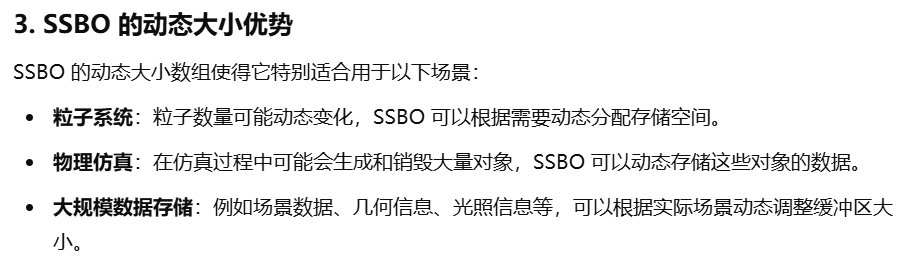 3. SSBO 的动态大小优势
SSBO 的动态大小数组使得它特别适合用于以下场景：
• 粒子系统：粒子数量可能动态变化，SSBO 可以根据需要动态分配存储空间。
• 物理仿真：在仿真过程中可能会生成和销毁大量对象，SSBO 可以动态存储这些对象的数据。
• 大规模数据存储：例如场景数据、几何信息、光照信息等，可以根据实际场景动态调整缓冲区大
小。